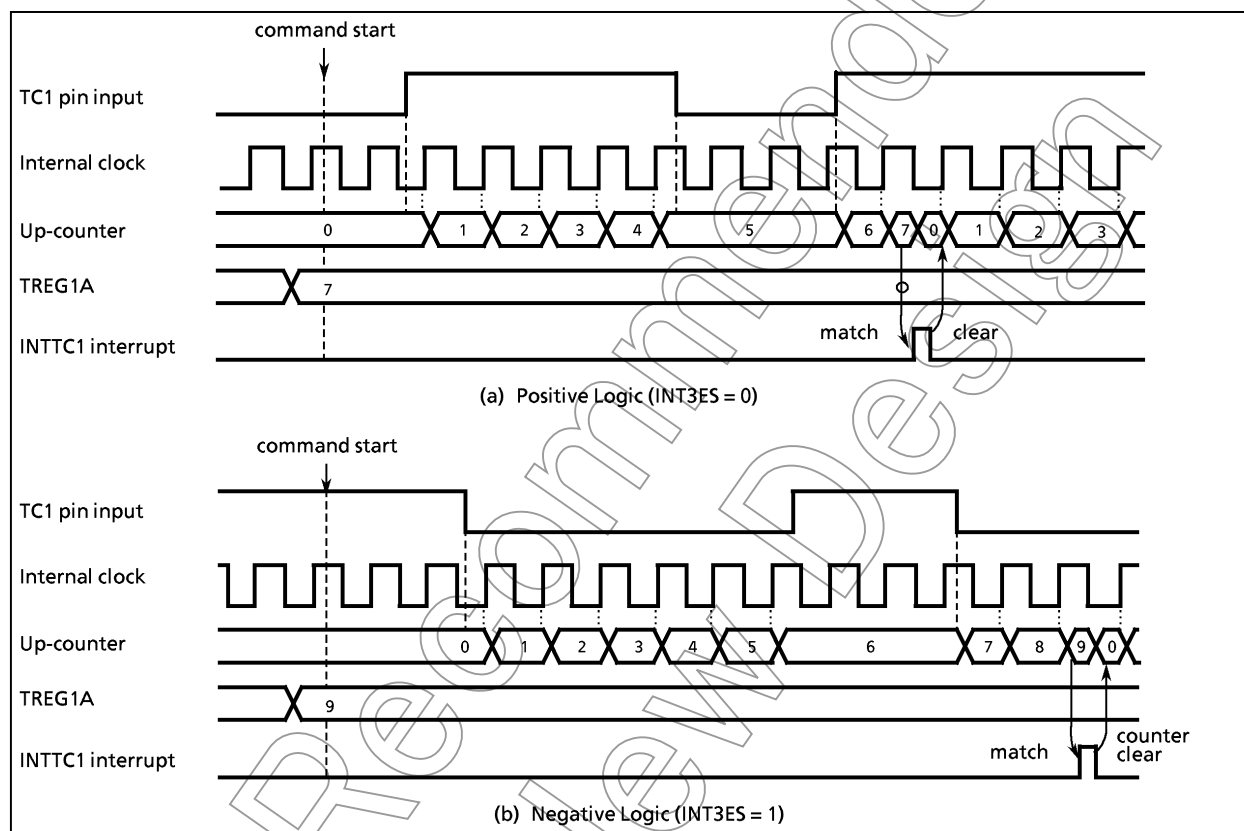 command start
TC1 pin input
Internal clock
Up-counter 0 1 2 3 4 5 6 7 0 1 2 3
TREG1A 7
INTTC1 interrupt match clear
(a) Positive Logic (INT3ES = 0)
command start
TC1 pin input
Internal clock
Up-counter 0 1 2 3 4 5 6 7 8 9 0
TREG1A 9
INTTC1 interrupt match counter clear
(b) Negative Logic (INT3ES = 1)
Recommended
New Design